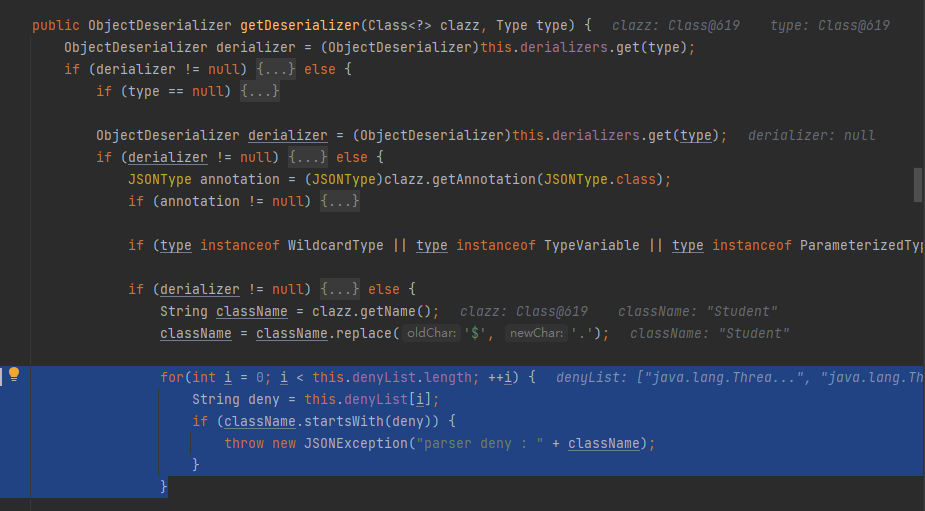 public ObjectDeserializer getDeserializer(Class<?> clazz, Type type) {   clazz: Class@619    type: Class@619
    ObjectDeserializer derializer = (ObjectDeserializer)this.derializers.get(type);
    if (derializer != null) {...} else {
        if (type == null) {...}
        ObjectDeserializer derializer = (ObjectDeserializer)this.derializers.get(type);   derializer: null
        if (derializer != null) {...} else {
            JSONType annotation = (JSONType)clazz.getAnnotation(JSONType.class);
            if (annotation != null) {...}
            if (type instanceof WildcardType || type instanceof TypeVariable || type instanceof ParameterizedTyp
            if (derializer != null) {...} else {
                String className = clazz.getName();   clazz: Class@619    className: "Student"
                className = className.replace( oldChar: '$', newChar: '.');   className: "Student"
                for(int i = 0; i < this.denyList.length; ++i) {   denyList: ["java.lang.Threa...", "java.lang.Th
                    String deny = this.denyList[i];
                    if (className.startsWith(deny)) {
                        throw new JSONException("parser deny : " + className);
                    }
                }